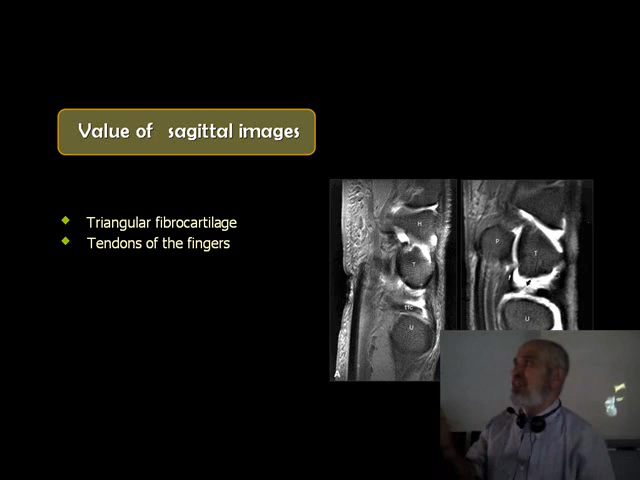 Value of sagittal images
Triangular fibrocartilage
Tendons of the fingers
H
P
T
T
U
U
A